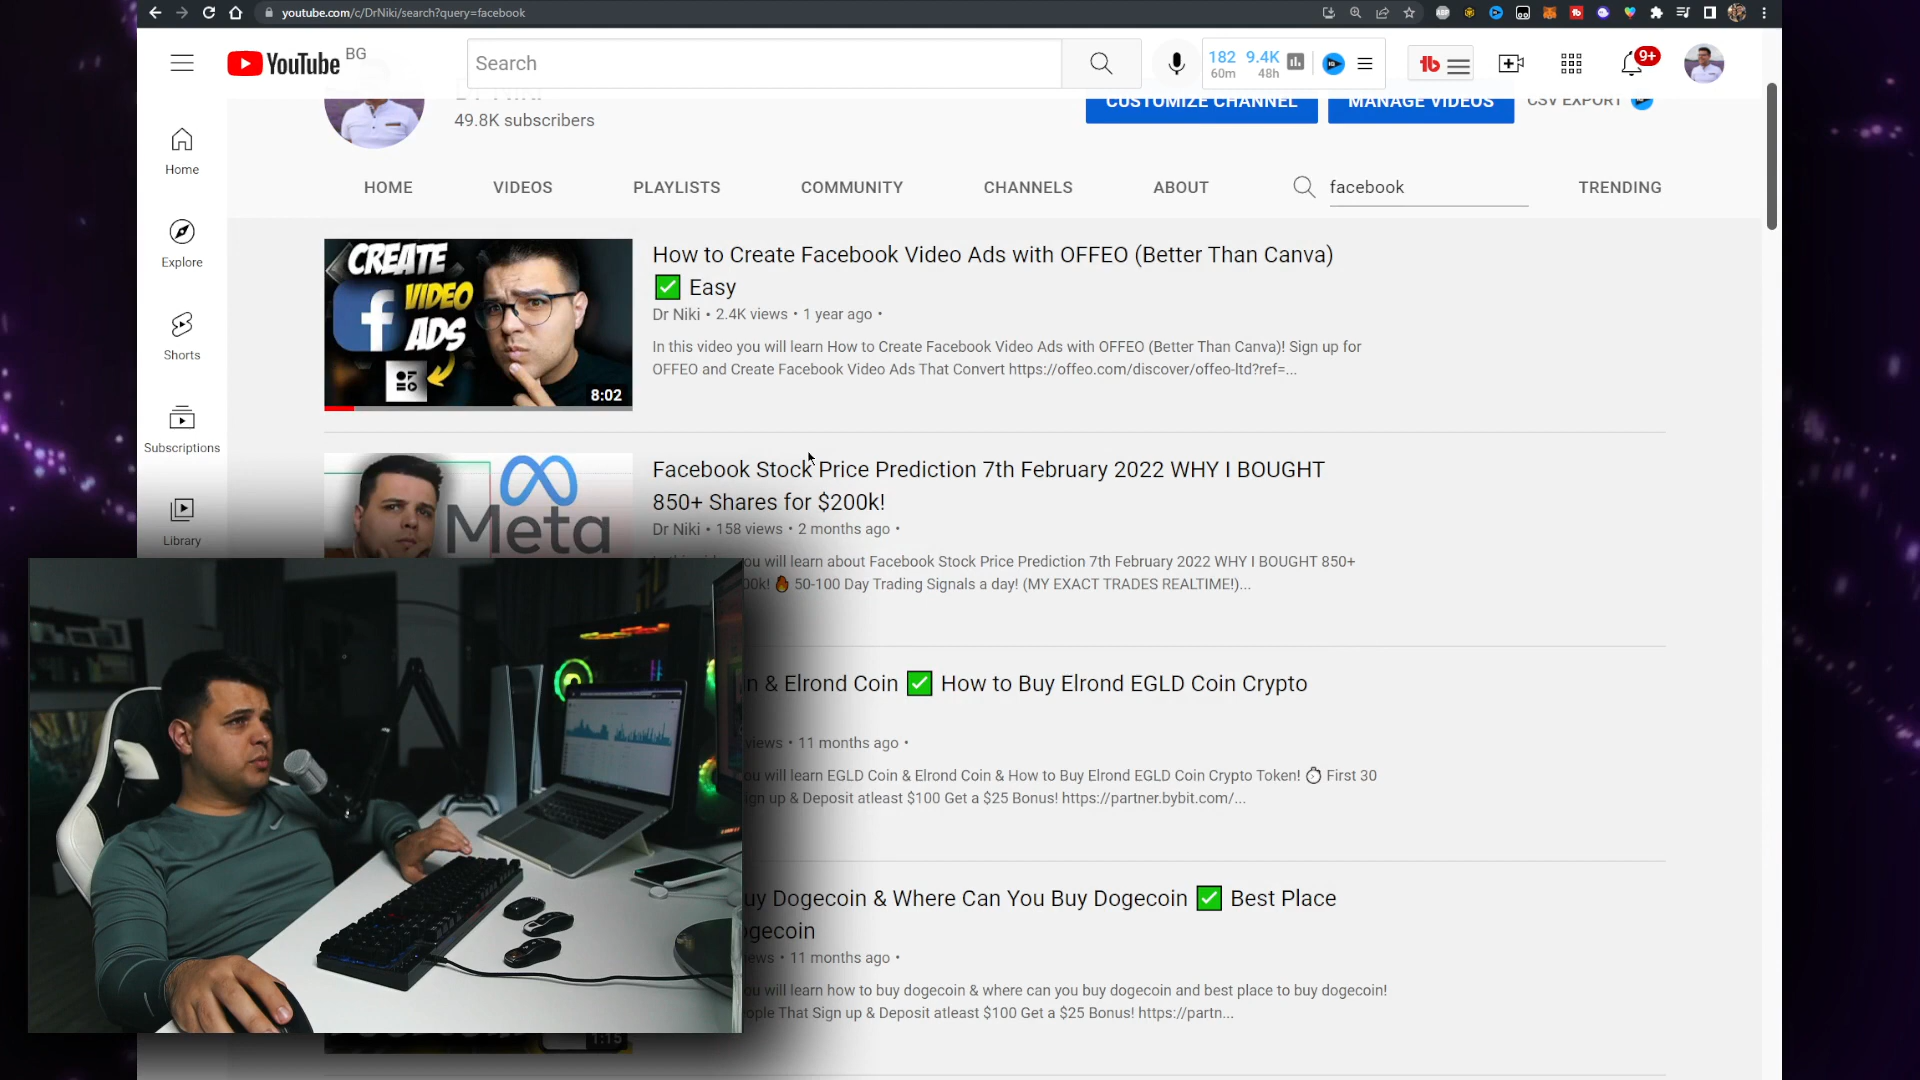 youtube.com/c/DrNiki/search?query=facebook
YouTube BG
Search
182 9.4K
60m 48h
9+
49.8K subscribers
CUSTOMIZE CHANNEL
MANAGE VIDEOS
CSV EXPORT
Home
Explore
Shorts
Subscriptions
Library
HOME VIDEOS PLAYLISTS COMMUNITY CHANNELS ABOUT facebook TRENDING
CREATE
VIDEO
ADS
8:02
How to Create Facebook Video Ads with OFFEO (Better Than Canva)
✅ Easy
Dr Niki • 2.4K views • 1 year ago •
In this video you will learn How to Create Facebook Video Ads with OFFEO (Better Than Canva)! Sign up for
OFFEO and Create Facebook Video Ads That Convert https://offeo.com/discover/offeo-ltd?ref=...
Meta
Facebook Stock Price Prediction 7th February 2022 WHY I BOUGHT
850+ Shares for $200k!
Dr Niki • 158 views • 2 months ago •
you will learn about Facebook Stock Price Prediction 7th February 2022 WHY I BOUGHT 850+
🔥 50-100 Day Trading Signals a day! (MY EXACT TRADES REALTIME!)...
& Elrond Coin ✅ How to Buy Elrond EGLD Coin Crypto
views • 11 months ago •
you will learn EGLD Coin & Elrond Coin & How to Buy Elrond EGLD Coin Crypto Token! ⏱ First 30
up & Deposit atleast $100 Get a $25 Bonus! https://partner.bybit.com/...
Dogecoin & Where Can You Buy Dogecoin ✅ Best Place
11 months ago •
you will learn how to buy dogecoin & where can you buy dogecoin and best place to buy dogecoin!
That Sign up & Deposit atleast $100 Get a $25 Bonus! https://partn...
1:15